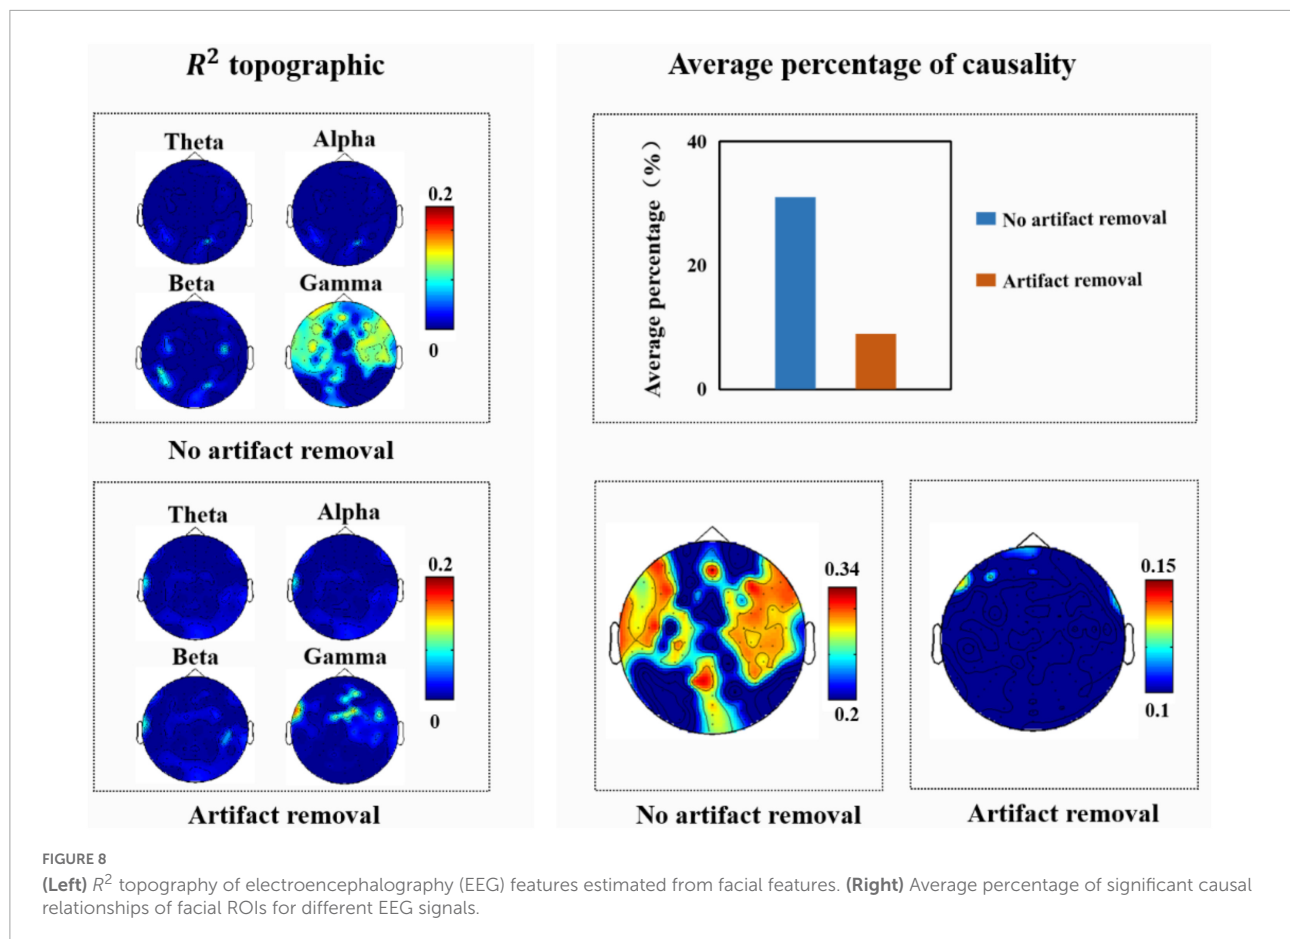 R² topographic
Theta
Alpha
0.2
Beta
Gamma
0
No artifact removal
Theta
Alpha
0.2
Beta
Gamma
0
Artifact removal
Average percentage of causality
Average percentage（%）
40
20
0
No artifact removal
Artifact removal
0.34
0.2
No artifact removal
0.15
0.1
Artifact removal
FIGURE 8
(Left) R² topography of electroencephalography (EEG) features estimated from facial features. (Right) Average percentage of significant causal
relationships of facial ROIs for different EEG signals.